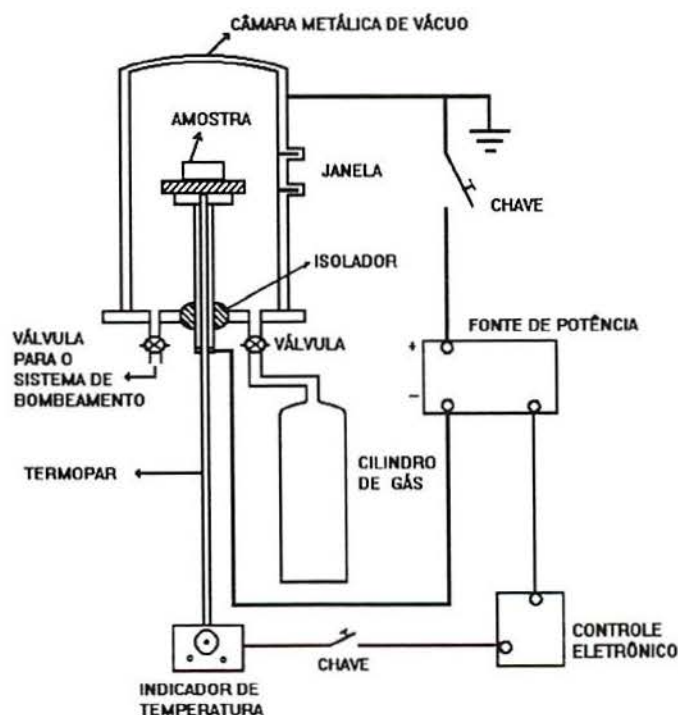 CÂMARA METÁLICA DE VÁCUO
AMOSTRA
JANELA
CHAVE
ISOLADOR
FONTE DE POTÊNCIA
VÁLVULA
PARA O
SISTEMA DE
BOMBEAMENTO
VÁLVULA
+
−
CILINDRO
DE GÁS
TERMOPAR
CHAVE
CONTROLE
ELETRÔNICO
INDICADOR DE
TEMPERATURA